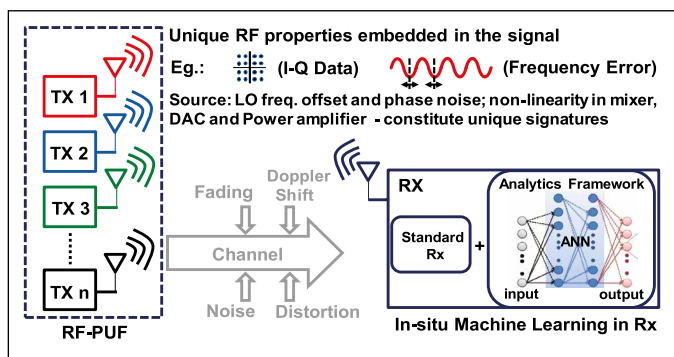 Unique RF properties embedded in the signal
Eg.: (I-Q Data) (Frequency Error)
Source: LO freq. offset and phase noise; non-linearity in mixer,
DAC and Power amplifier - constitute unique signatures
TX 1
TX 2
TX 3
TX n
RF-PUF
Fading
Doppler
Shift
Channel
Noise
Distortion
RX
Standard
Rx
+
Analytics Framework
ANN
input
output
In-situ Machine Learning in Rx